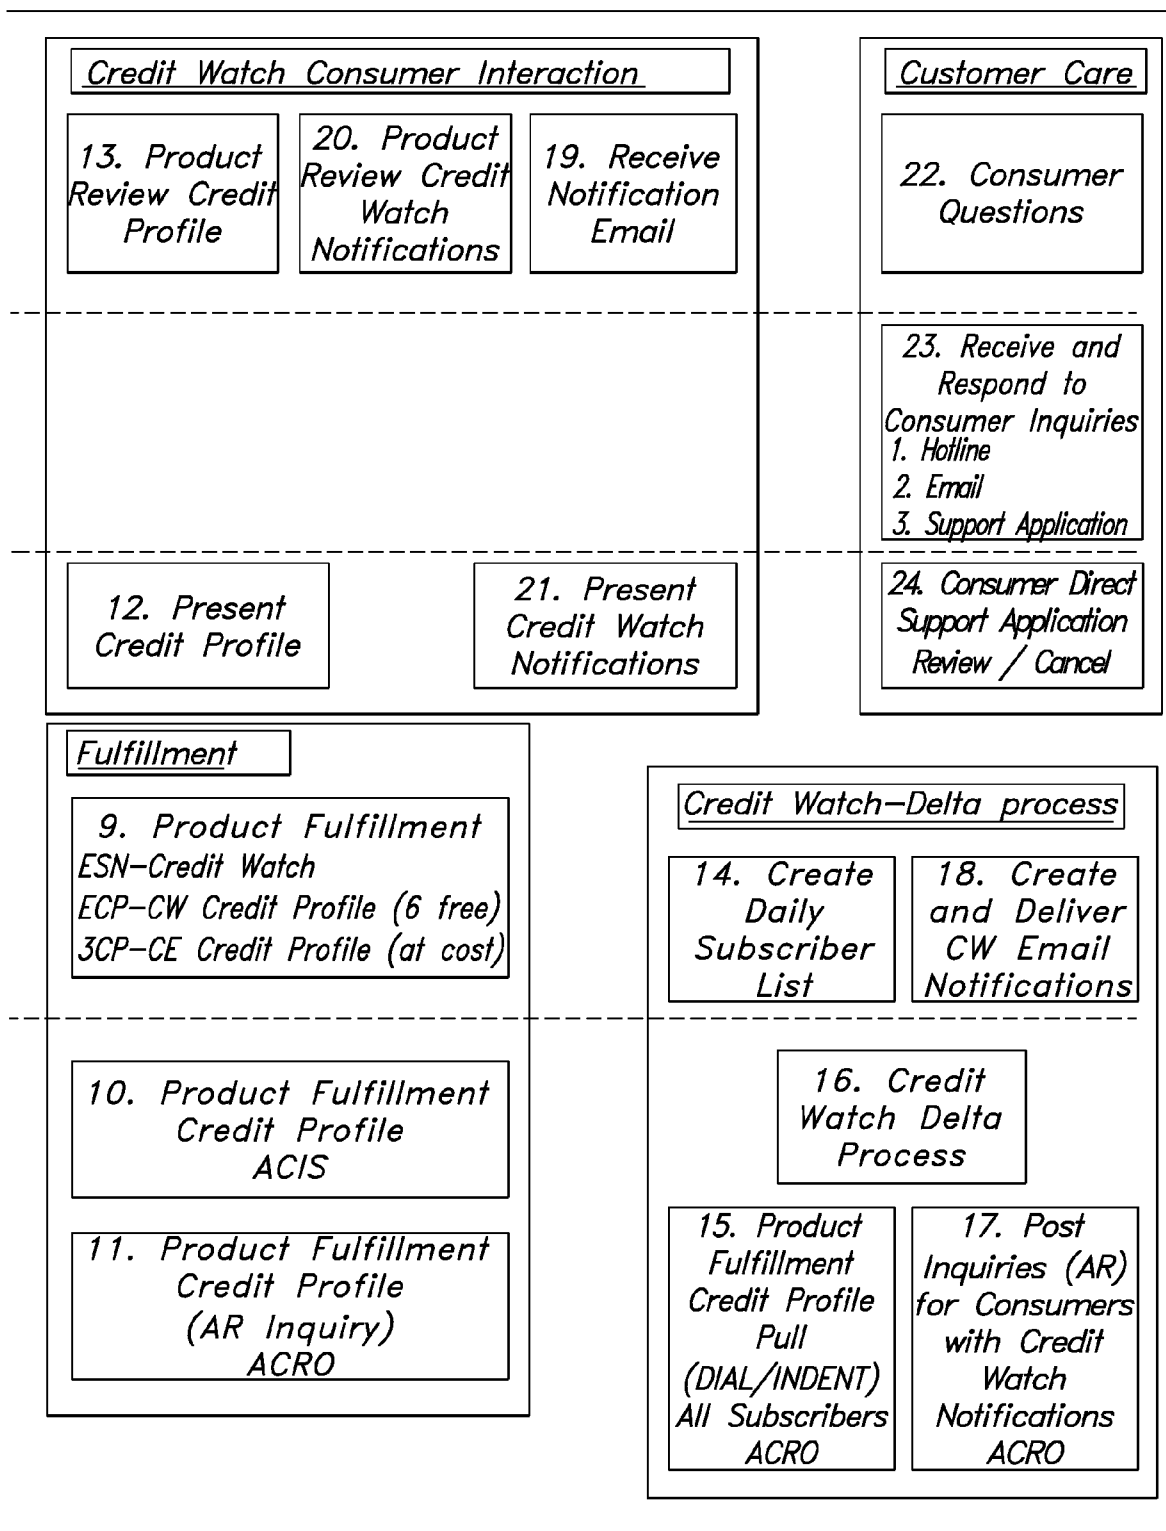 Credit Watch Consumer Interaction
13. Product
Review Credit
Profile
20. Product
Review Credit
Watch
Notifications
19. Receive
Notification
Email
12. Present
Credit Profile
21. Present
Credit Watch
Notifications
Customer Care
22. Consumer
Questions
23. Receive and
Respond to
Consumer Inquiries
1. Hotline
2. Email
3. Support Application
24. Consumer Direct
Support Application
Review / Cancel
Fulfillment
9. Product Fulfillment
ESN-Credit Watch
ECP-CW Credit Profile (6 free)
3CP-CE Credit Profile (at cost)
10. Product Fulfillment
Credit Profile
ACIS
11. Product Fulfillment
Credit Profile
(AR Inquiry)
ACRO
Credit Watch-Delta process
14. Create
Daily
Subscriber
List
18. Create
and Deliver
CW Email
Notifications
16. Credit
Watch Delta
Process
15. Product
Fulfillment
Credit Profile
Pull
(DIAL/INDENT)
All Subscribers
ACRO
17. Post
Inquiries (AR)
for Consumers
with Credit
Watch
Notifications
ACRO